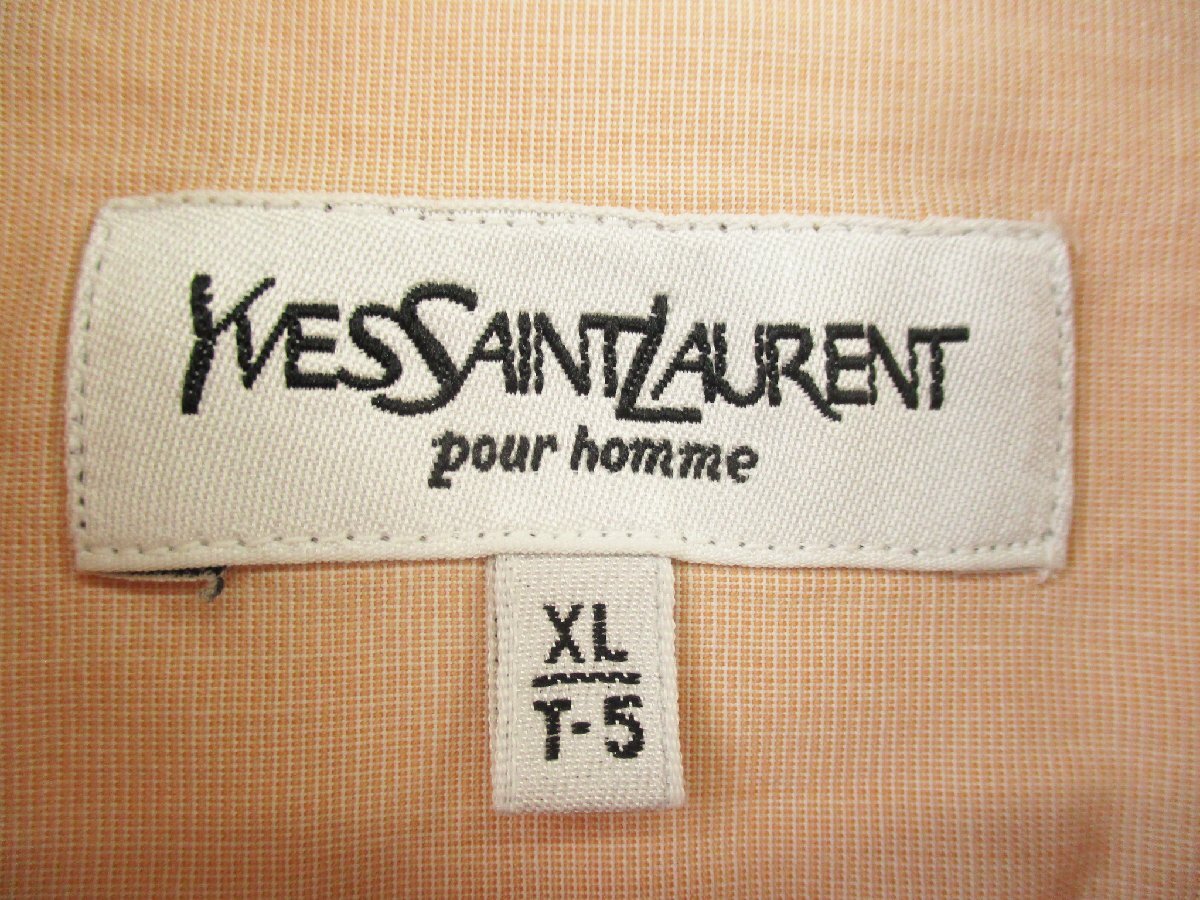 YVES SAINT LAURENT
pour homme
XL
T-5